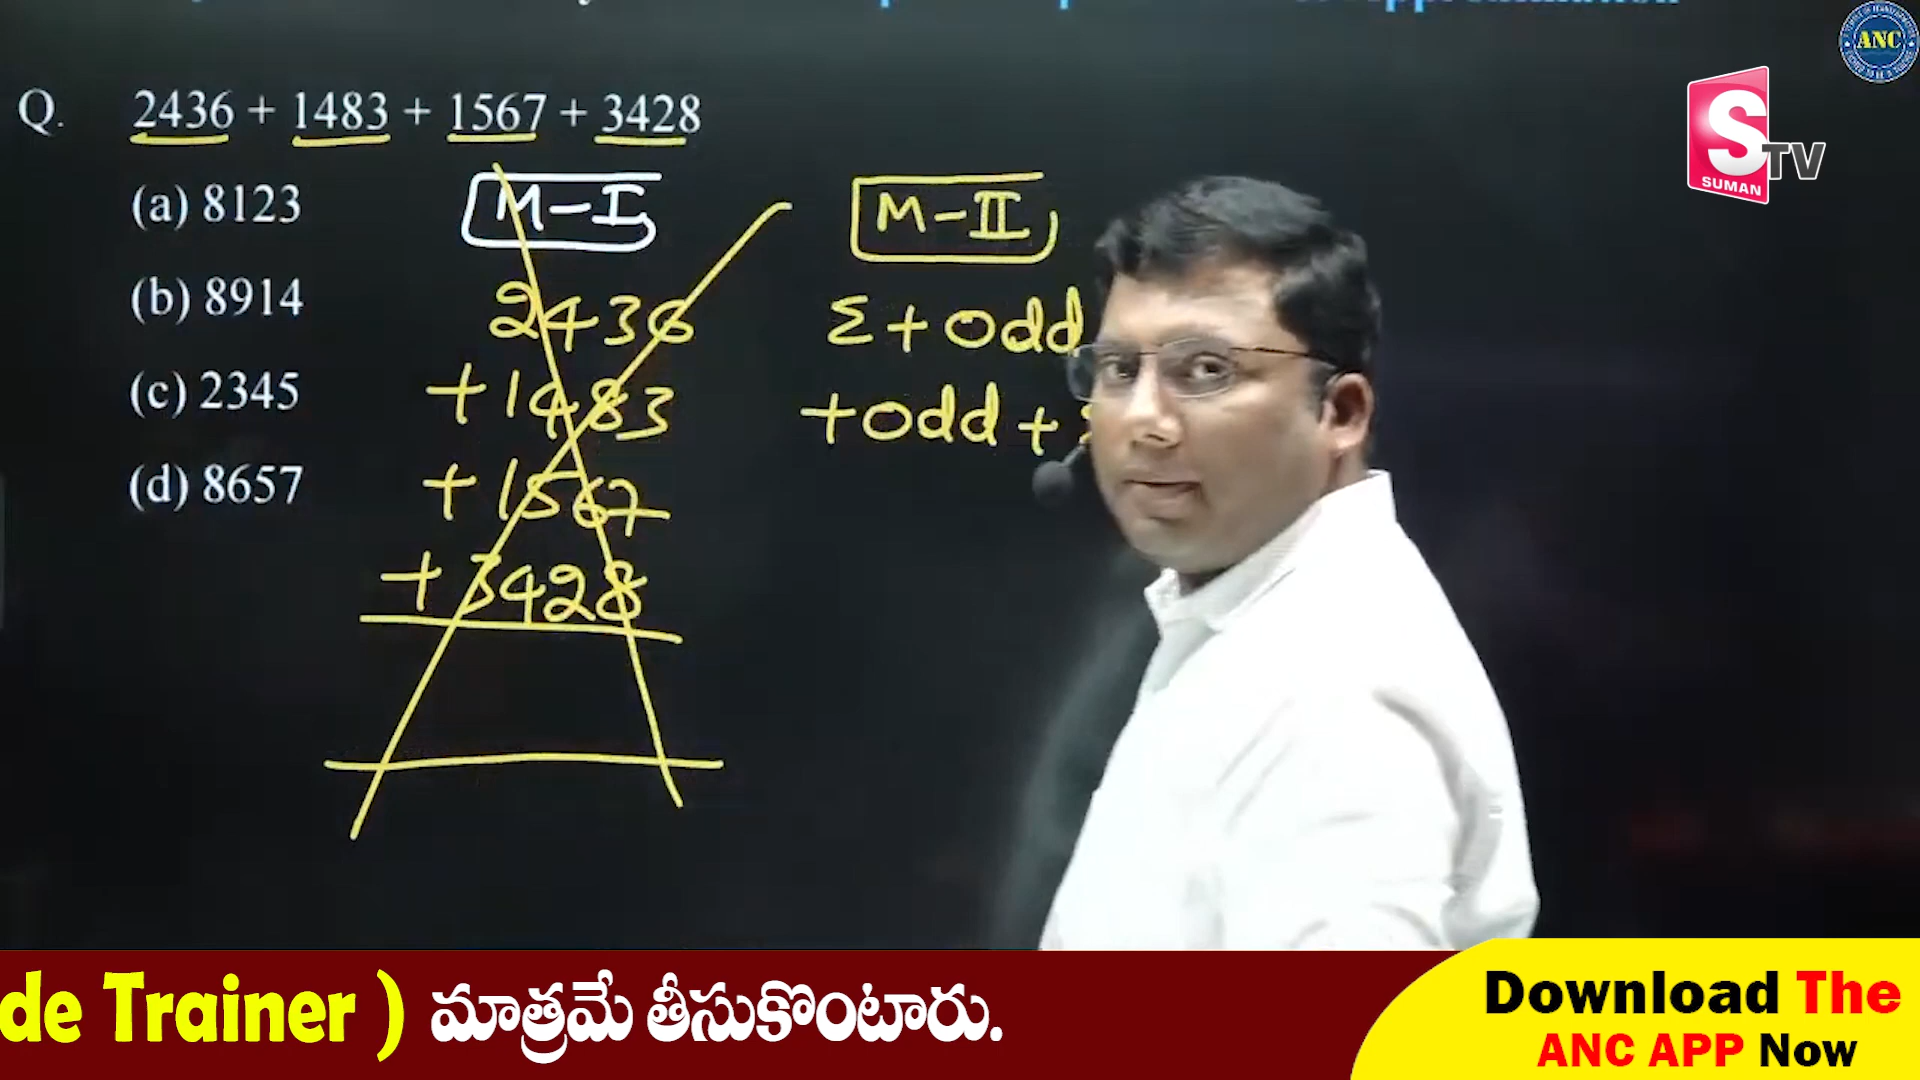 ANC
S
TV
SUMAN
Q. 2436 + 1483 + 1567 + 3428
(a) 8123
(b) 8914
(c) 2345
(d) 8657
M-I
2436
+1483
+1567
+3428
M-II
Σ+odd
+odd+
de Trainer ) మాత్రమే తీసుకొంటారు.
Download The
ANC APP Now